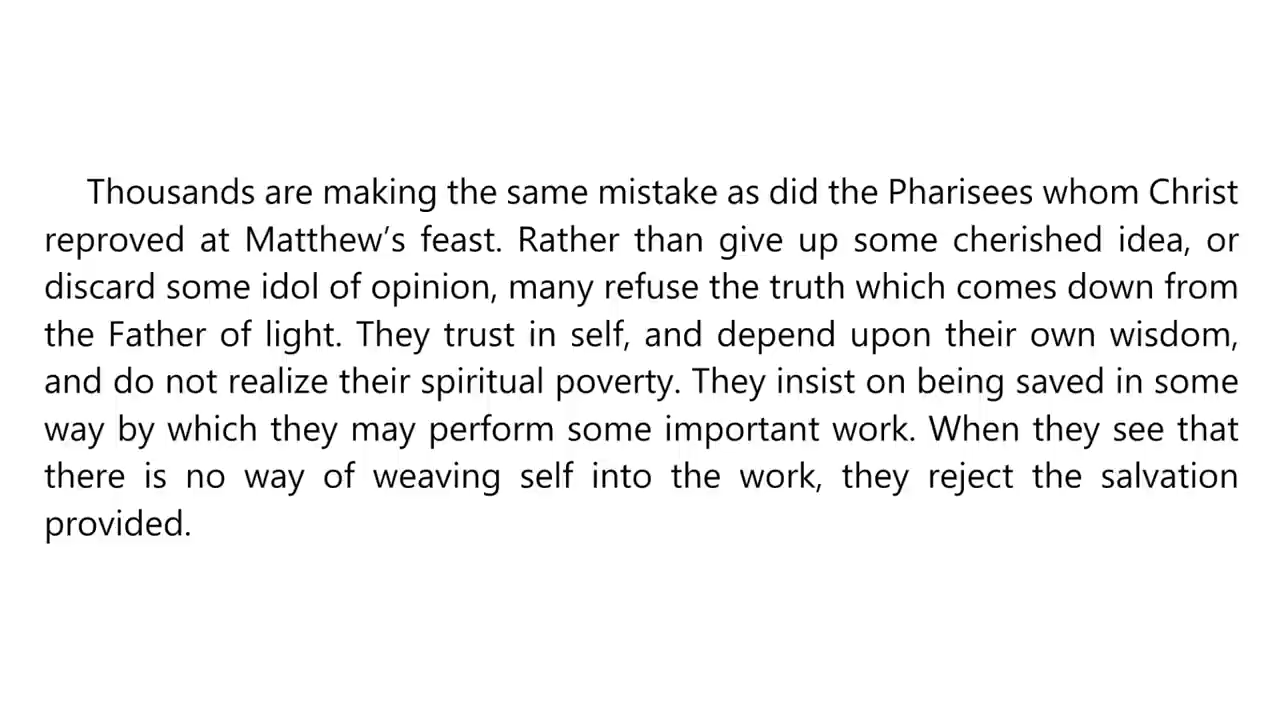 Thousands are making the same mistake as did the Pharisees whom Christ
reproved at Matthew’s feast. Rather than give up some cherished idea, or
discard some idol of opinion, many refuse the truth which comes down from
the Father of light. They trust in self, and depend upon their own wisdom,
and do not realize their spiritual poverty. They insist on being saved in some
way by which they may perform some important work. When they see that
there is no way of weaving self into the work, they reject the salvation
provided.